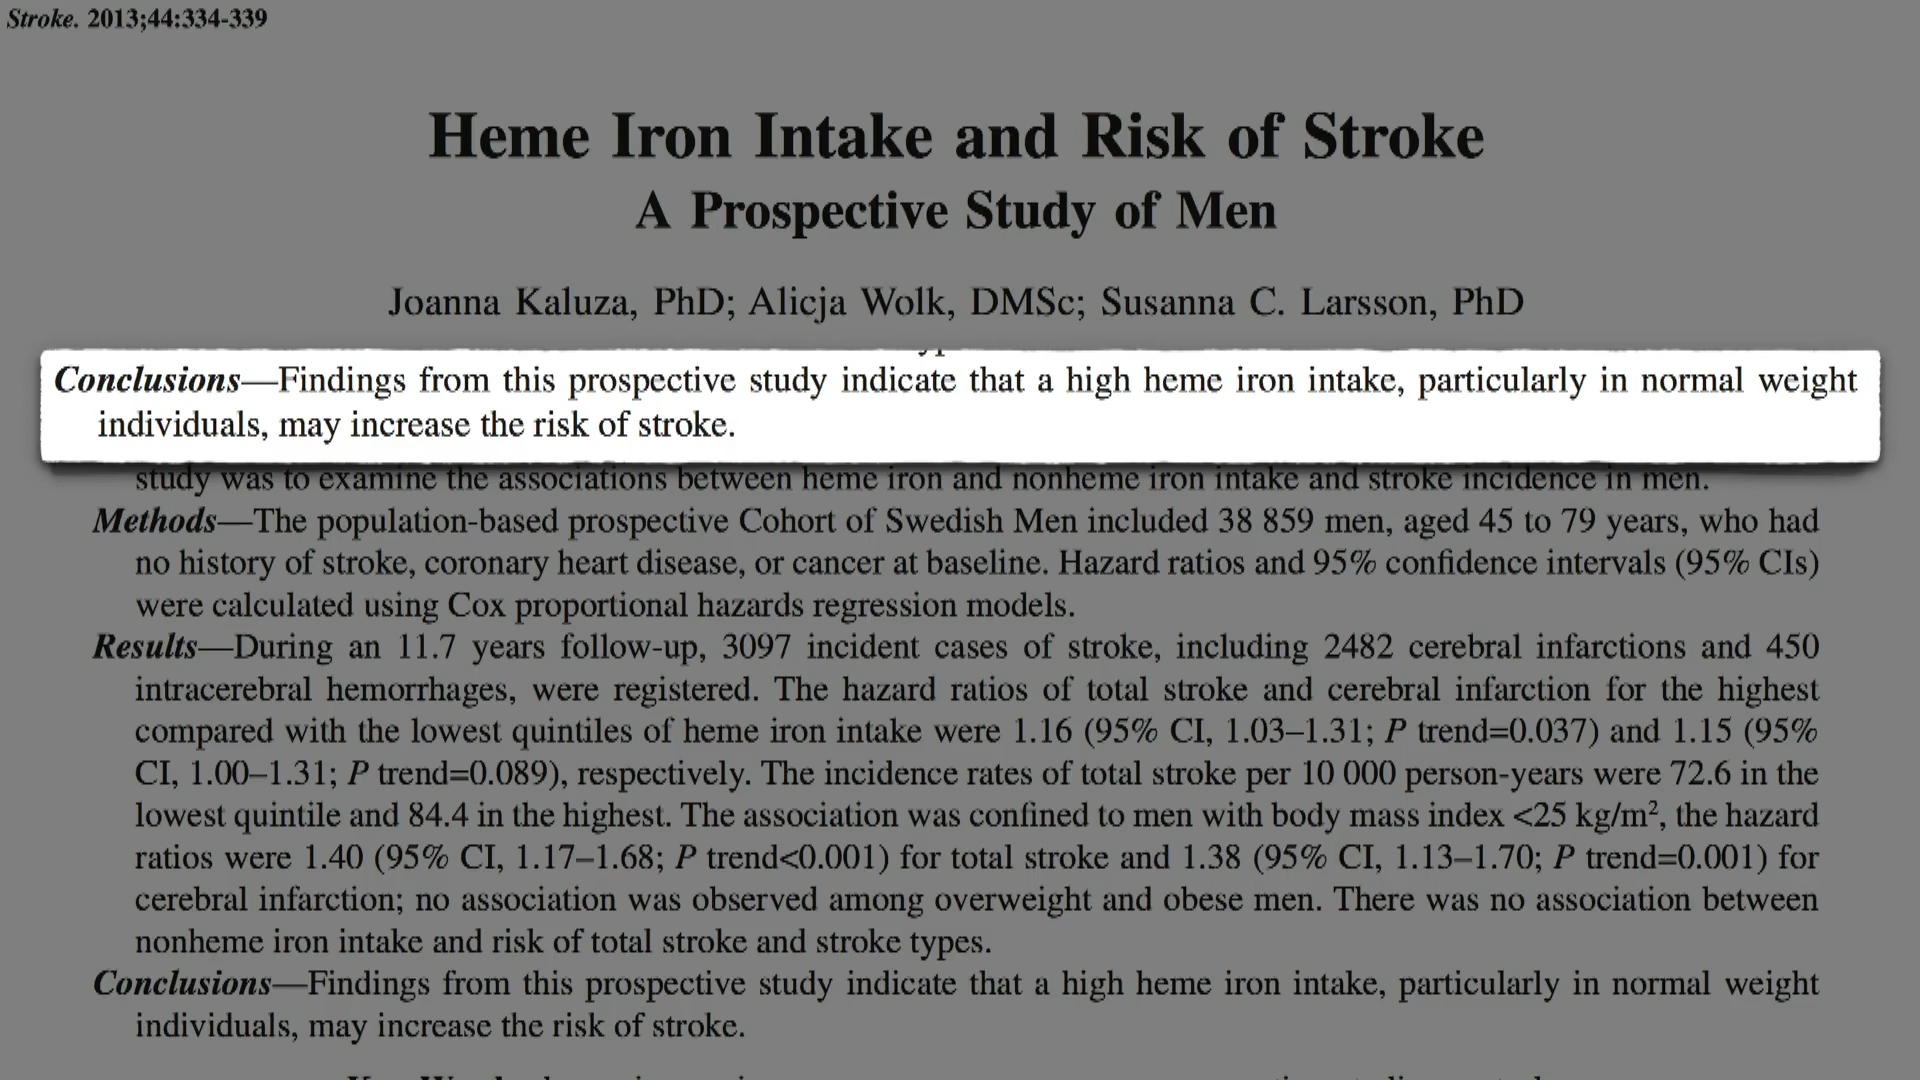 Stroke. 2013;44:334-339
Heme Iron Intake and Risk of Stroke
A Prospective Study of Men
Joanna Kaluza, PhD; Alicja Wolk, DMSc; Susanna C. Larsson, PhD
Conclusions—Findings from this prospective study indicate that a high heme iron intake, particularly in normal weight
individuals, may increase the risk of stroke.
study was to examine the associations between heme iron and nonheme iron intake and stroke incidence in men.
Methods—The population-based prospective Cohort of Swedish Men included 38 859 men, aged 45 to 79 years, who had
no history of stroke, coronary heart disease, or cancer at baseline. Hazard ratios and 95% confidence intervals (95% CIs)
were calculated using Cox proportional hazards regression models.
Results—During an 11.7 years follow-up, 3097 incident cases of stroke, including 2482 cerebral infarctions and 450
intracerebral hemorrhages, were registered. The hazard ratios of total stroke and cerebral infarction for the highest
compared with the lowest quintiles of heme iron intake were 1.16 (95% CI, 1.03–1.31; P trend=0.037) and 1.15 (95%
CI, 1.00–1.31; P trend=0.089), respectively. The incidence rates of total stroke per 10 000 person-years were 72.6 in the
lowest quintile and 84.4 in the highest. The association was confined to men with body mass index <25 kg/m², the hazard
ratios were 1.40 (95% CI, 1.17–1.68; P trend<0.001) for total stroke and 1.38 (95% CI, 1.13–1.70; P trend=0.001) for
cerebral infarction; no association was observed among overweight and obese men. There was no association between
nonheme iron intake and risk of total stroke and stroke types.
Conclusions—Findings from this prospective study indicate that a high heme iron intake, particularly in normal weight
individuals, may increase the risk of stroke.